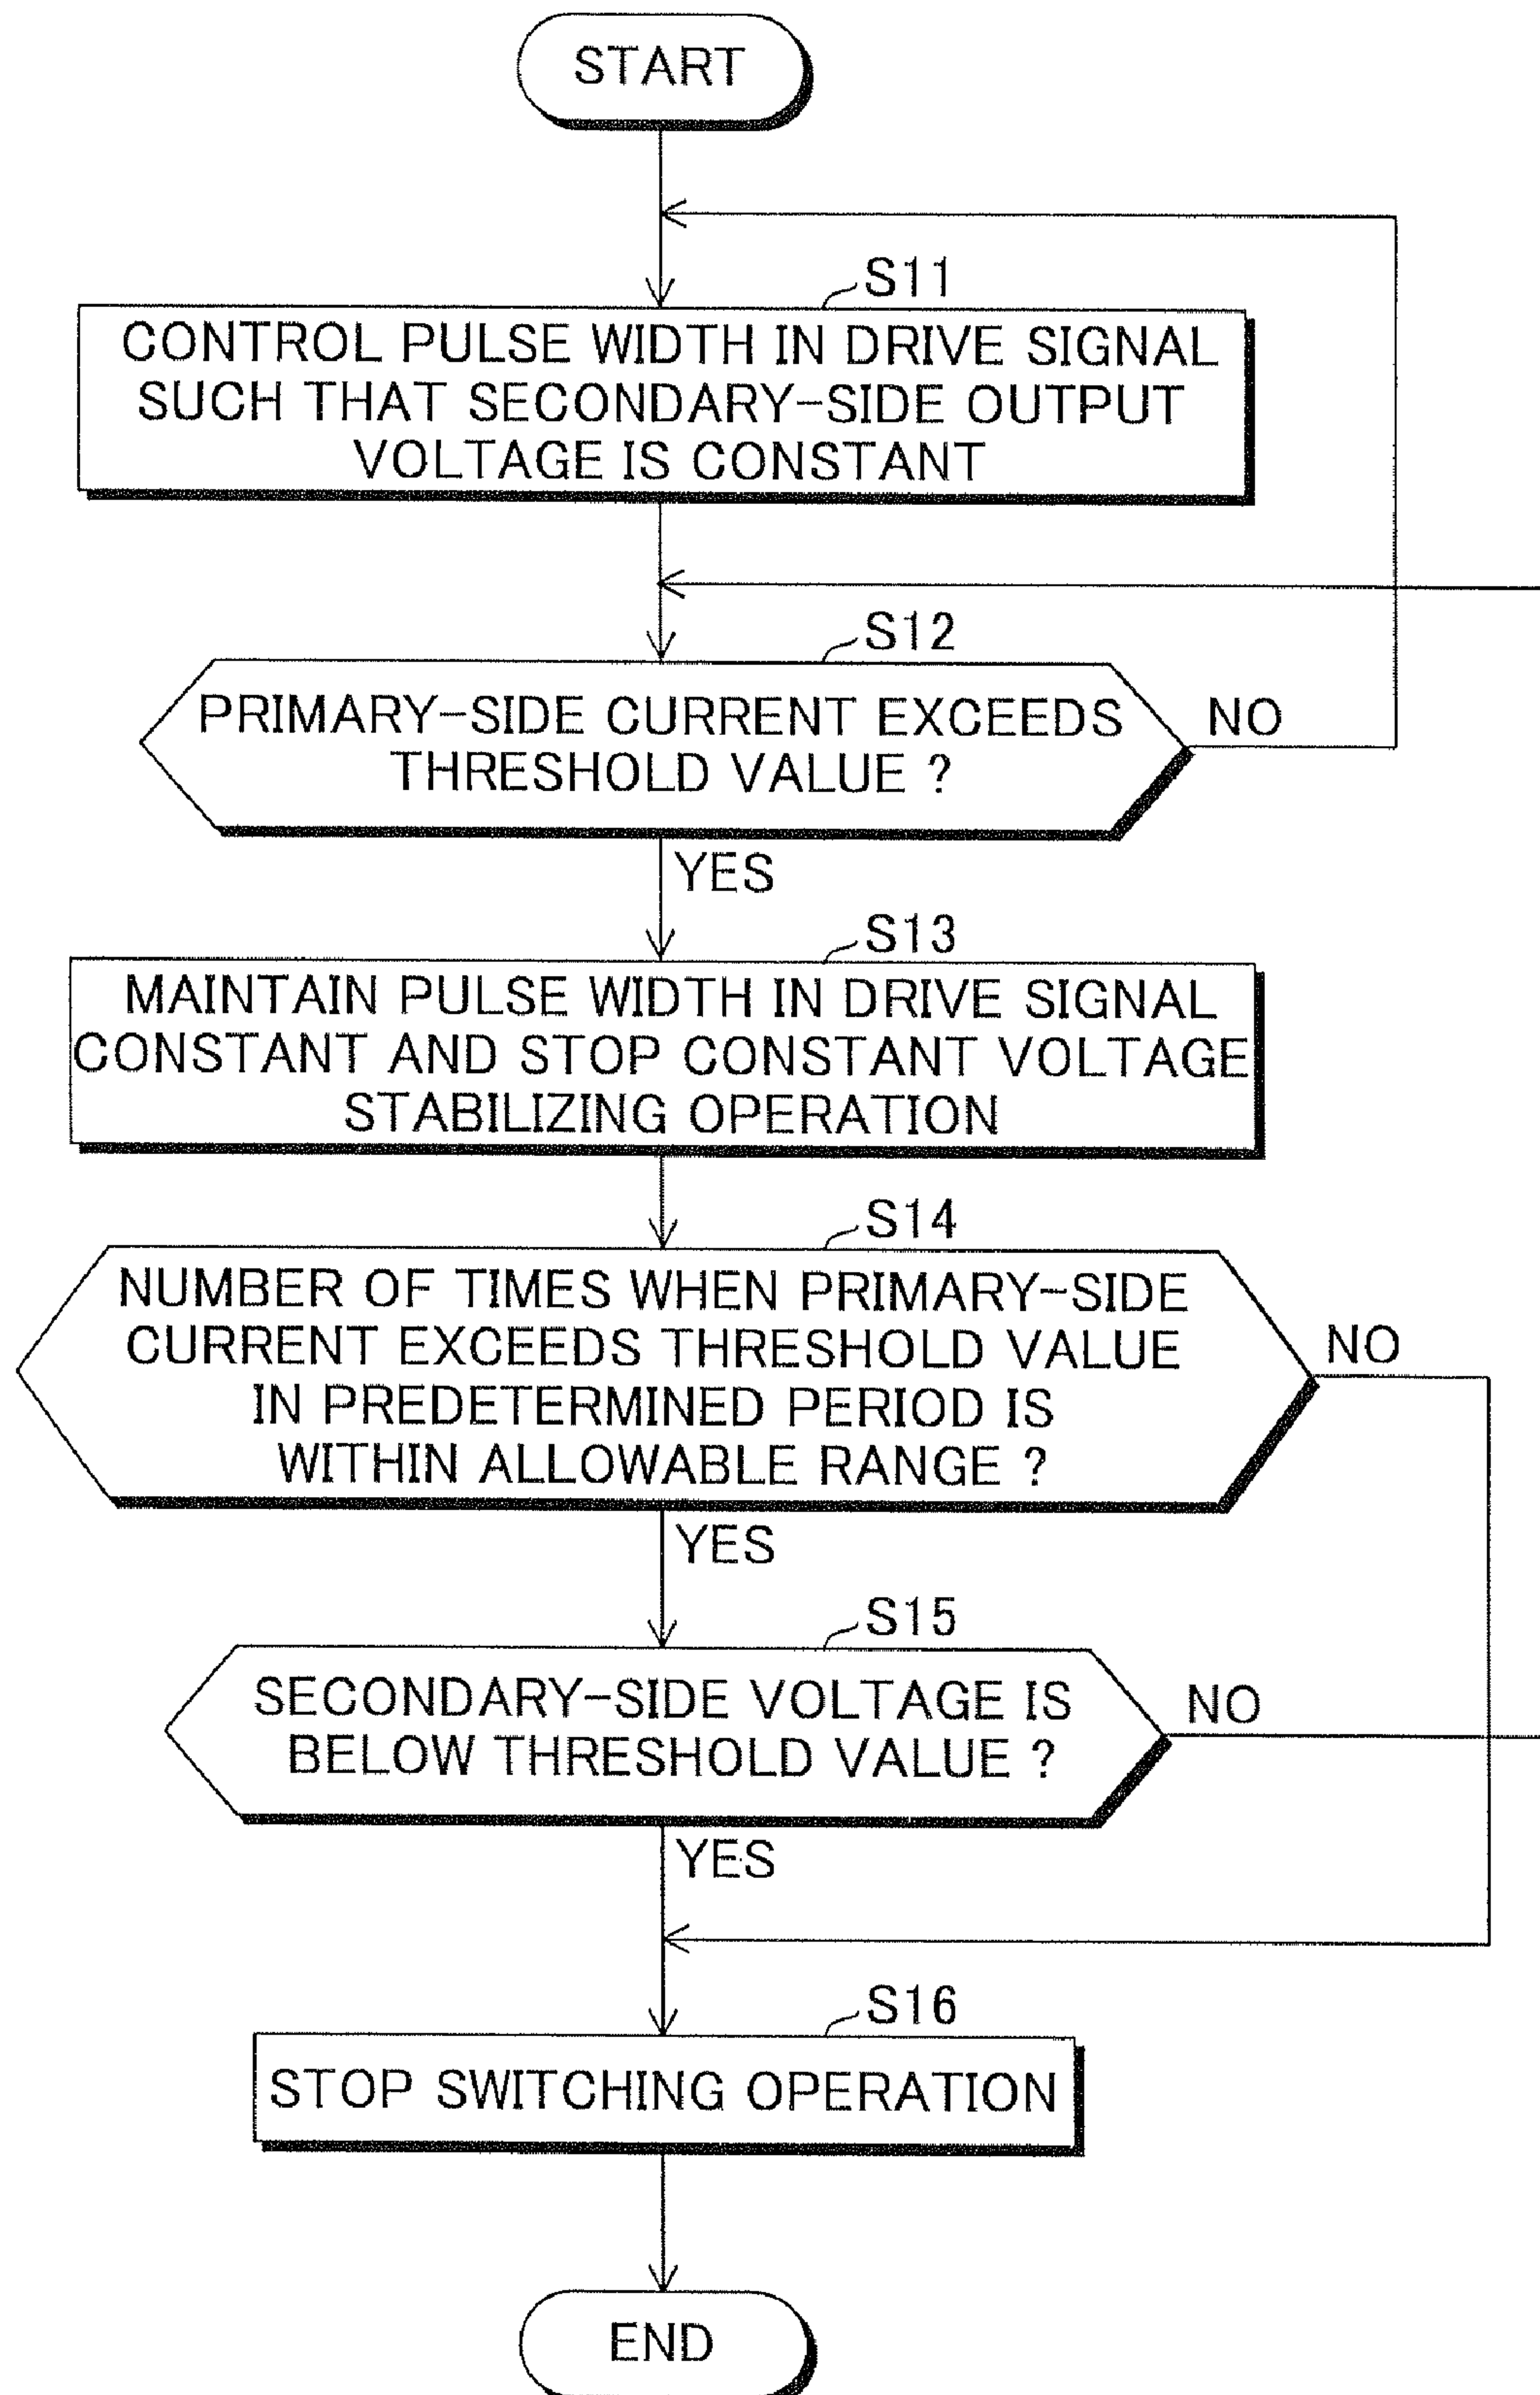 START
S11
CONTROL PULSE WIDTH IN DRIVE SIGNAL
SUCH THAT SECONDARY-SIDE OUTPUT
VOLTAGE IS CONSTANT
S12
PRIMARY-SIDE CURRENT EXCEEDS
THRESHOLD VALUE ?
NO
YES
S13
MAINTAIN PULSE WIDTH IN DRIVE SIGNAL
CONSTANT AND STOP CONSTANT VOLTAGE
STABILIZING OPERATION
S14
NUMBER OF TIMES WHEN PRIMARY-SIDE
CURRENT EXCEEDS THRESHOLD VALUE
IN PREDETERMINED PERIOD IS
WITHIN ALLOWABLE RANGE ?
NO
YES
S15
SECONDARY-SIDE VOLTAGE IS
BELOW THRESHOLD VALUE ?
NO
YES
S16
STOP SWITCHING OPERATION
END